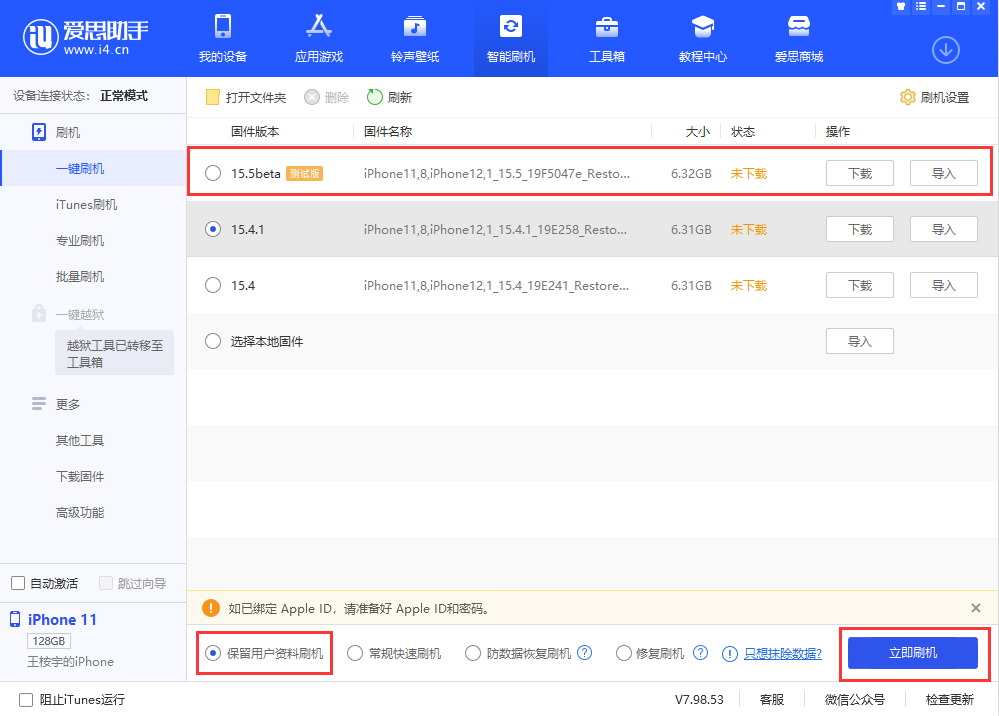 爱思助手
www.i4.cn
我的设备
应用游戏
铃声壁纸
智能刷机
工具箱
教程中心
爱思商城
设备连接状态: 正常模式
刷机
一键刷机
iTunes刷机
专业刷机
批量刷机
一键越狱
越狱工具已转移至
工具箱
更多
其他工具
下载固件
高级功能
自动激活 跳过向导
iPhone 11
128GB
王桉宇的iPhone
打开文件夹 删除 刷新 刷机设置
固件版本 固件名称 大小 状态 操作
15.5beta 测试版 iPhone11,8,iPhone12,1_15.5_19F5047e_Resto... 6.32GB 未下载 下载 导入
15.4.1 iPhone11,8,iPhone12,1_15.4.1_19E258_Resto... 6.31GB 未下载 下载 导入
15.4 iPhone11,8,iPhone12,1_15.4_19E241_Restore... 6.31GB 未下载 下载 导入
选择本地固件 导入
如已绑定 Apple ID，请准备好 Apple ID和密码。
保留用户资料刷机 常规快速刷机 防数据恢复刷机 修复刷机 只想抹除数据? 立即刷机
阻止iTunes运行 V7.98.53 客服 微信公众号 检查更新